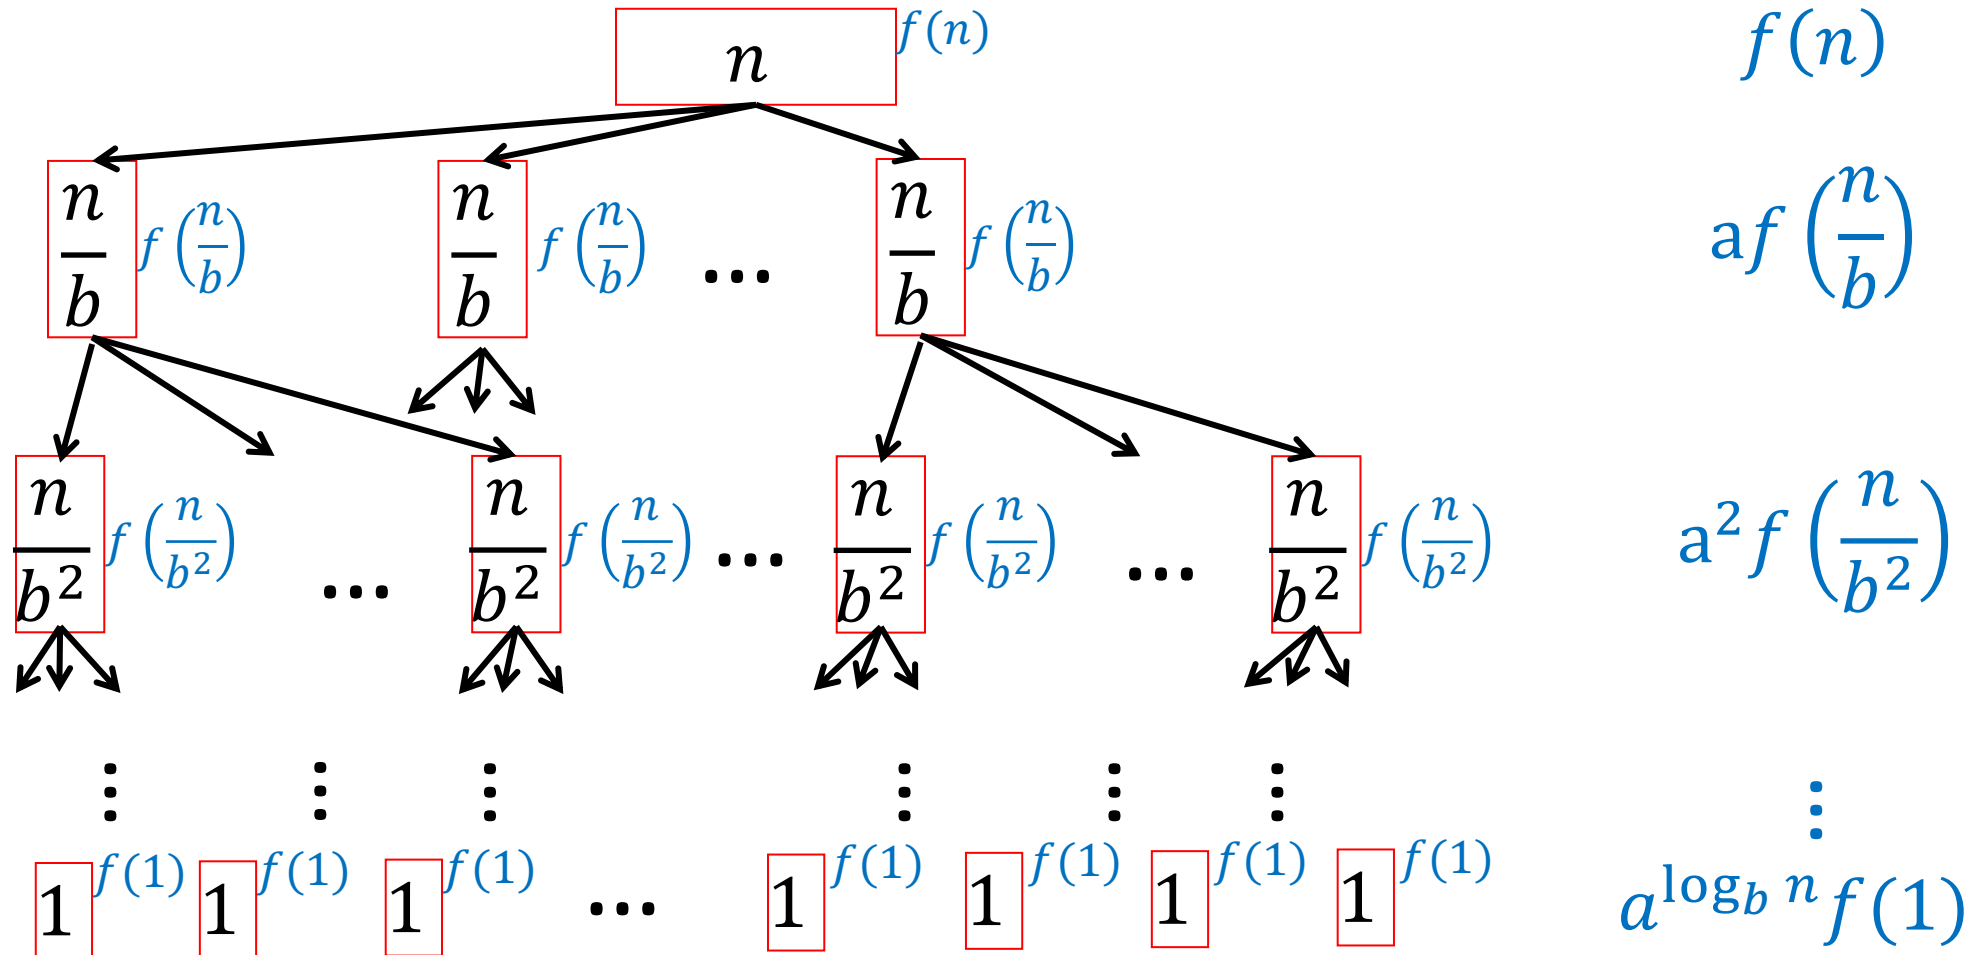 n f(n) f(n)
n/b f(n/b) n/b f(n/b) … n/b f(n/b) af(n/b)
n/b² f(n/b²) … n/b² f(n/b²) … n/b² f(n/b²) … n/b² f(n/b²) a²f(n/b²)
⋮ ⋮ ⋮ ⋮ ⋮ ⋮ ⋮
1 f(1) 1 f(1) 1 f(1) … 1 f(1) 1 f(1) 1 f(1) 1 f(1) a^{log_b n} f(1)